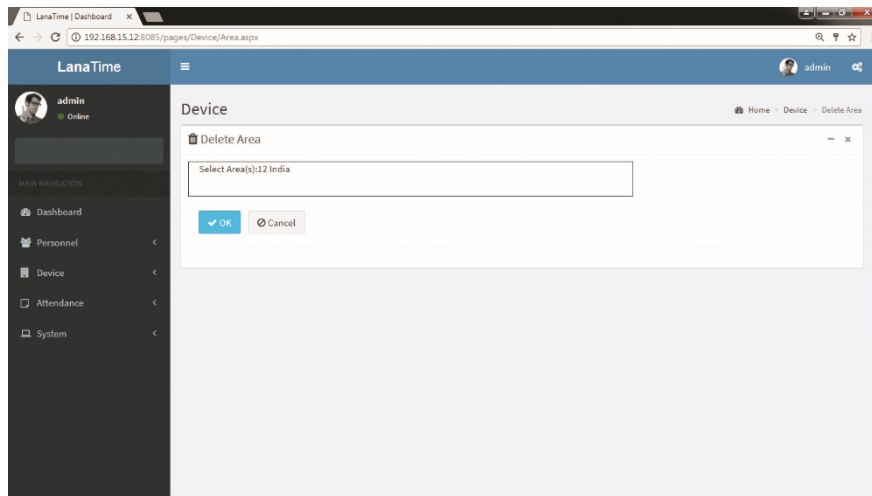 LanaTime | Dashboard
192.168.15.12:8085/pages/Device/Area.aspx
LanaTime
admin
admin
Online
Device
Home > Device > Delete Area
Delete Area
Select Area(s):12 India
MAIN NAVIGATION
OK
Cancel
Dashboard
Personnel
Device
Attendance
System